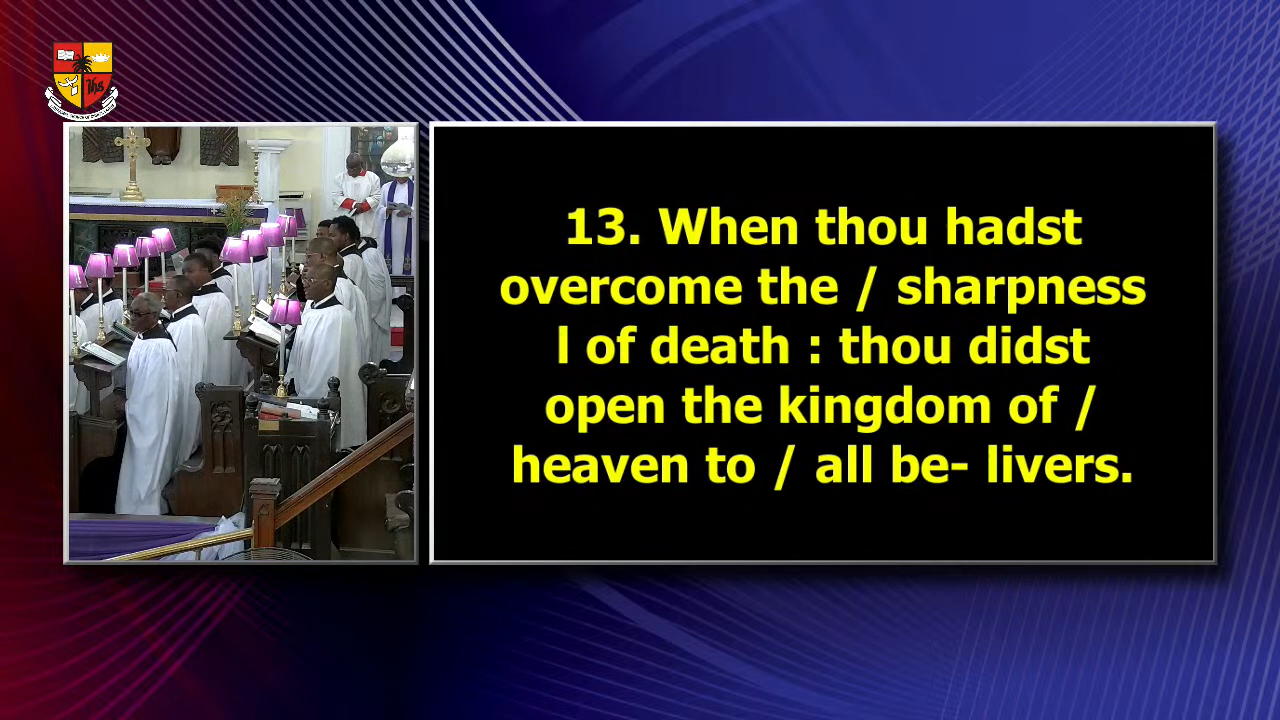 13. When thou hadst
overcome the / sharpness
l of death : thou didst
open the kingdom of /
heaven to / all be- livers.